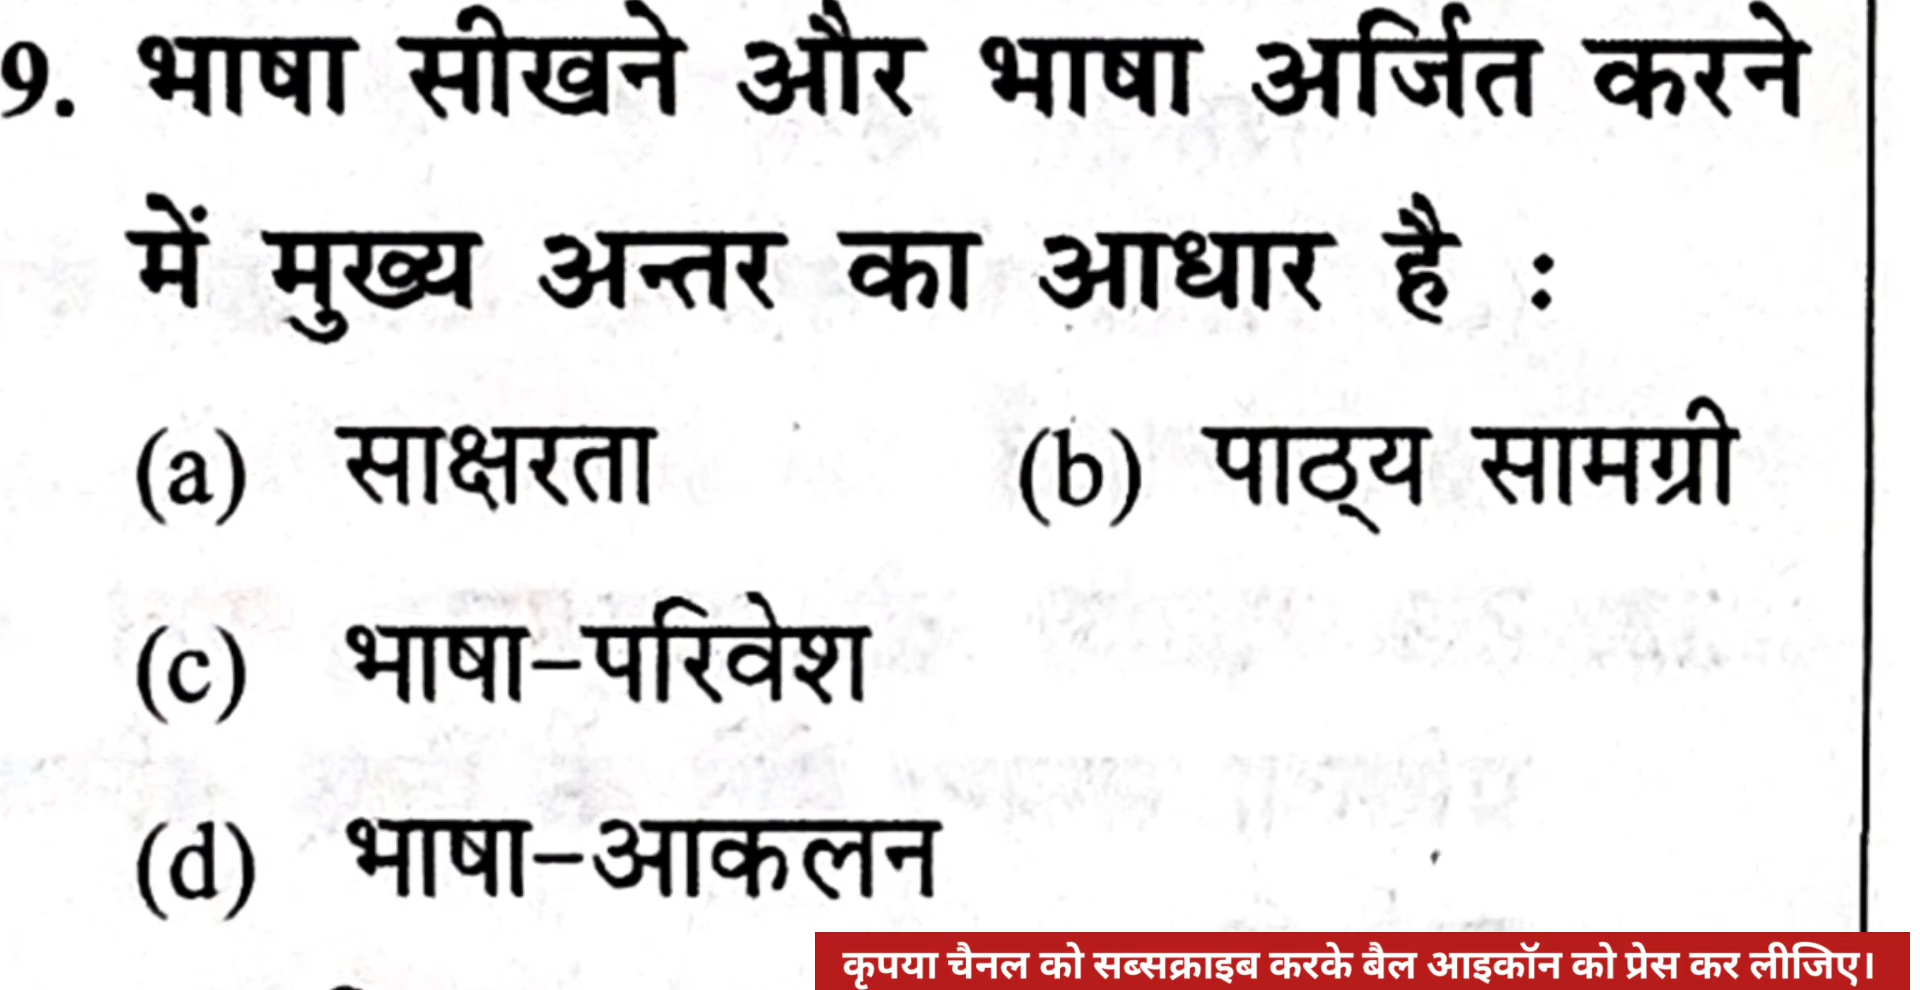 9. भाषा सीखने और भाषा अर्जित करने
में मुख्य अन्तर का आधार है :
(a) साक्षरता (b) पाठ्य सामग्री
(c) भाषा-परिवेश
(d) भाषा-आकलन
कृपया चैनल को सब्सक्राइब करके बैल आइकॉन को प्रेस कर लीजिए।